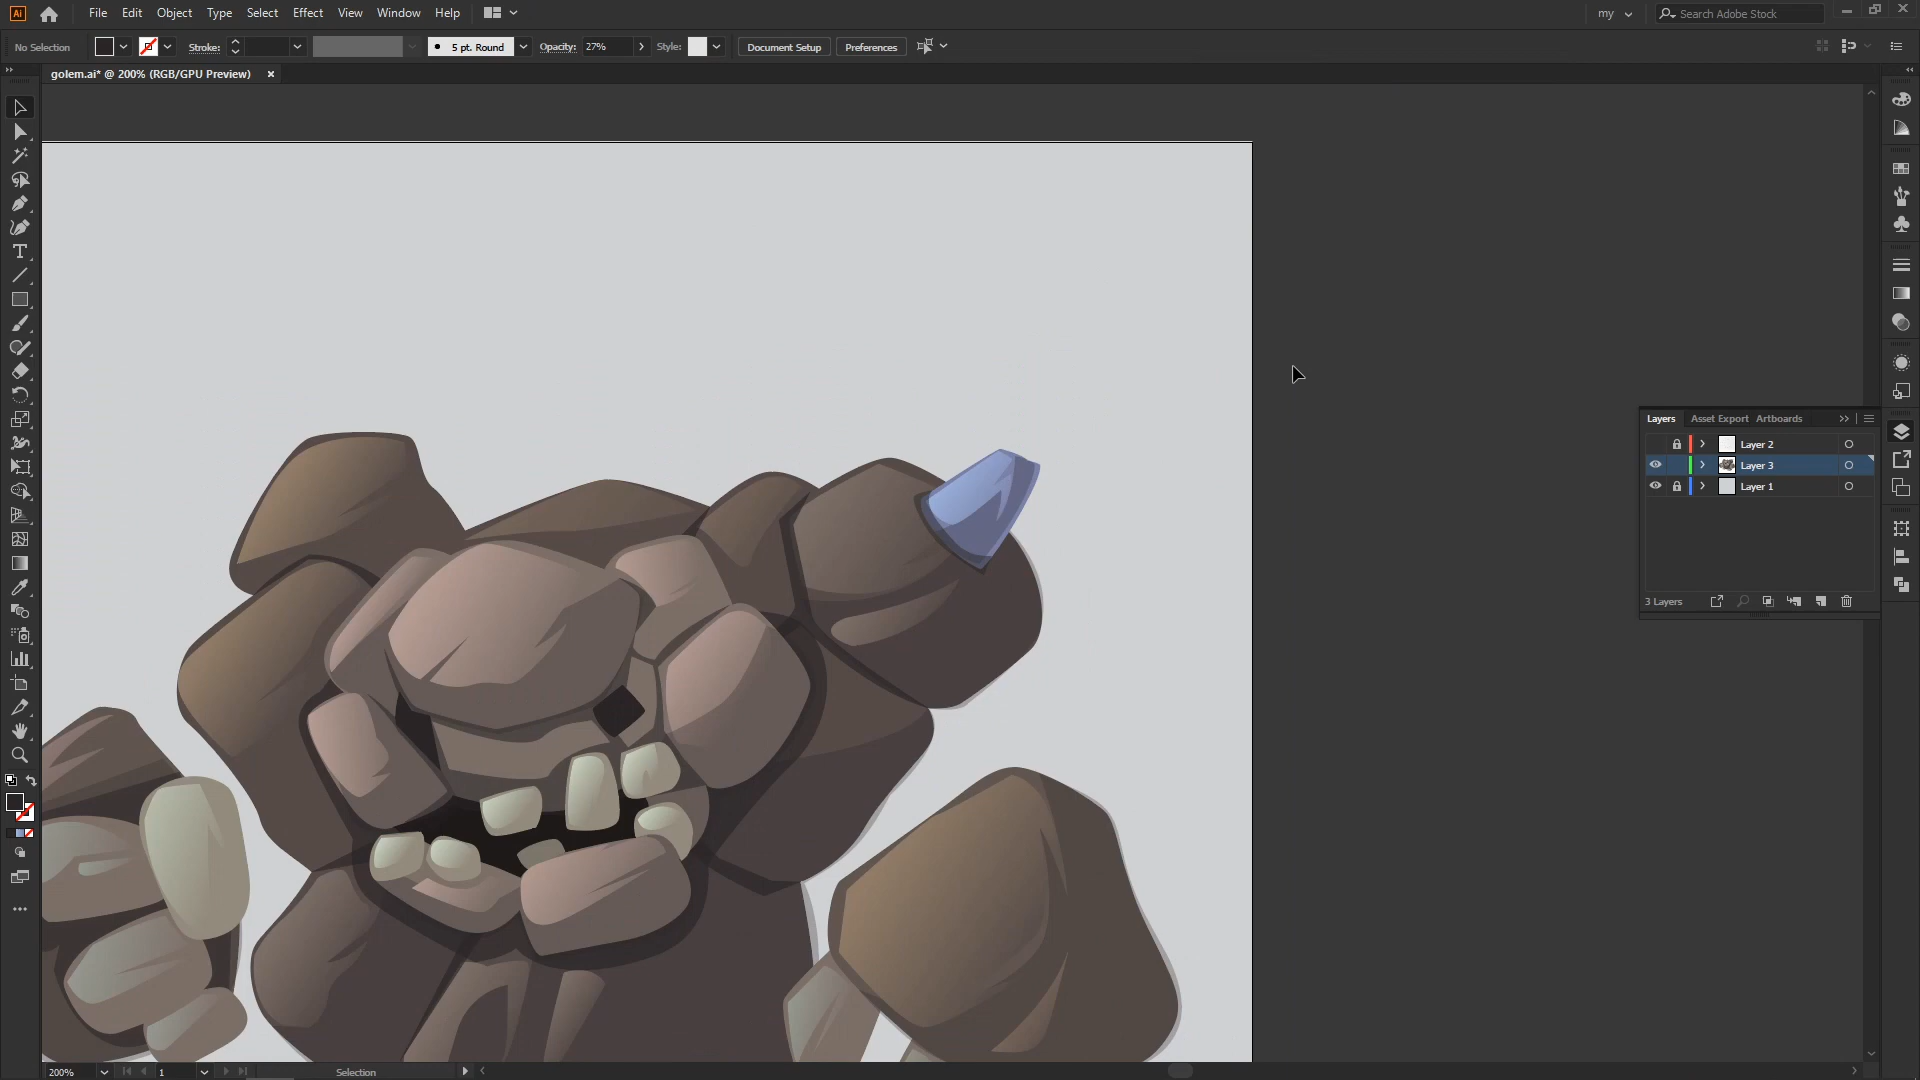 Ai File Edit Object Type Select Effect View Window Help my Search Adobe Stock
No Selection Stroke: 5 pt. Round Opacity: 27% Style: Document Setup Preferences
golem.ai* @ 200% (RGB/GPU Preview)
Layers Asset Export Artboards
Layer 2
Layer 3
Layer 1
3 Layers
200% 1 Selection